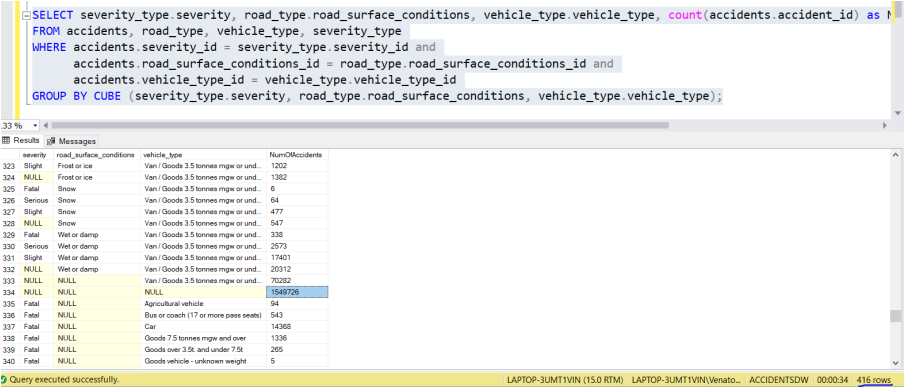 SELECT severity_type.severity, road_type.road_surface_conditions, vehicle_type.vehicle_type, count(accidents.accident_id) as N
FROM accidents, road_type, vehicle_type, severity_type
WHERE accidents.severity_id = severity_type.severity_id and
accidents.road_surface_conditions_id = road_type.road_surface_conditions_id and
accidents.vehicle_type_id = vehicle_type.vehicle_type_id
GROUP BY CUBE (severity_type.severity, road_type.road_surface_conditions, vehicle_type.vehicle_type);
.33 %
Results Messages
severity road_surface_conditions vehicle_type NumOfAccidents
323 Slight Frost or ice Van / Goods 3.5 tonnes mgw or und... 1202
324 NULL Frost or ice Van / Goods 3.5 tonnes mgw or und... 1382
325 Fatal Snow Van / Goods 3.5 tonnes mgw or und... 6
326 Serious Snow Van / Goods 3.5 tonnes mgw or und... 64
327 Slight Snow Van / Goods 3.5 tonnes mgw or und... 477
328 NULL Snow Van / Goods 3.5 tonnes mgw or und... 547
329 Fatal Wet or damp Van / Goods 3.5 tonnes mgw or und... 338
330 Serious Wet or damp Van / Goods 3.5 tonnes mgw or und... 2573
331 Slight Wet or damp Van / Goods 3.5 tonnes mgw or und... 17401
332 NULL Wet or damp Van / Goods 3.5 tonnes mgw or und... 20312
333 NULL NULL Van / Goods 3.5 tonnes mgw or und... 70282
334 NULL NULL NULL 1549726
335 Fatal NULL Agricultural vehicle 94
336 Fatal NULL Bus or coach (17 or more pass seats) 543
337 Fatal NULL Car 14368
338 Fatal NULL Goods 7.5 tonnes mgw and over 1336
339 Fatal NULL Goods over 3.5t. and under 7.5t 265
340 Fatal NULL Goods vehicle - unknown weight 5
Query executed successfully. LAPTOP-3UMT1VIN (15.0 RTM) LAPTOP-3UMT1VIN\Venato... ACCIDENTSDW 00:00:34 416 rows